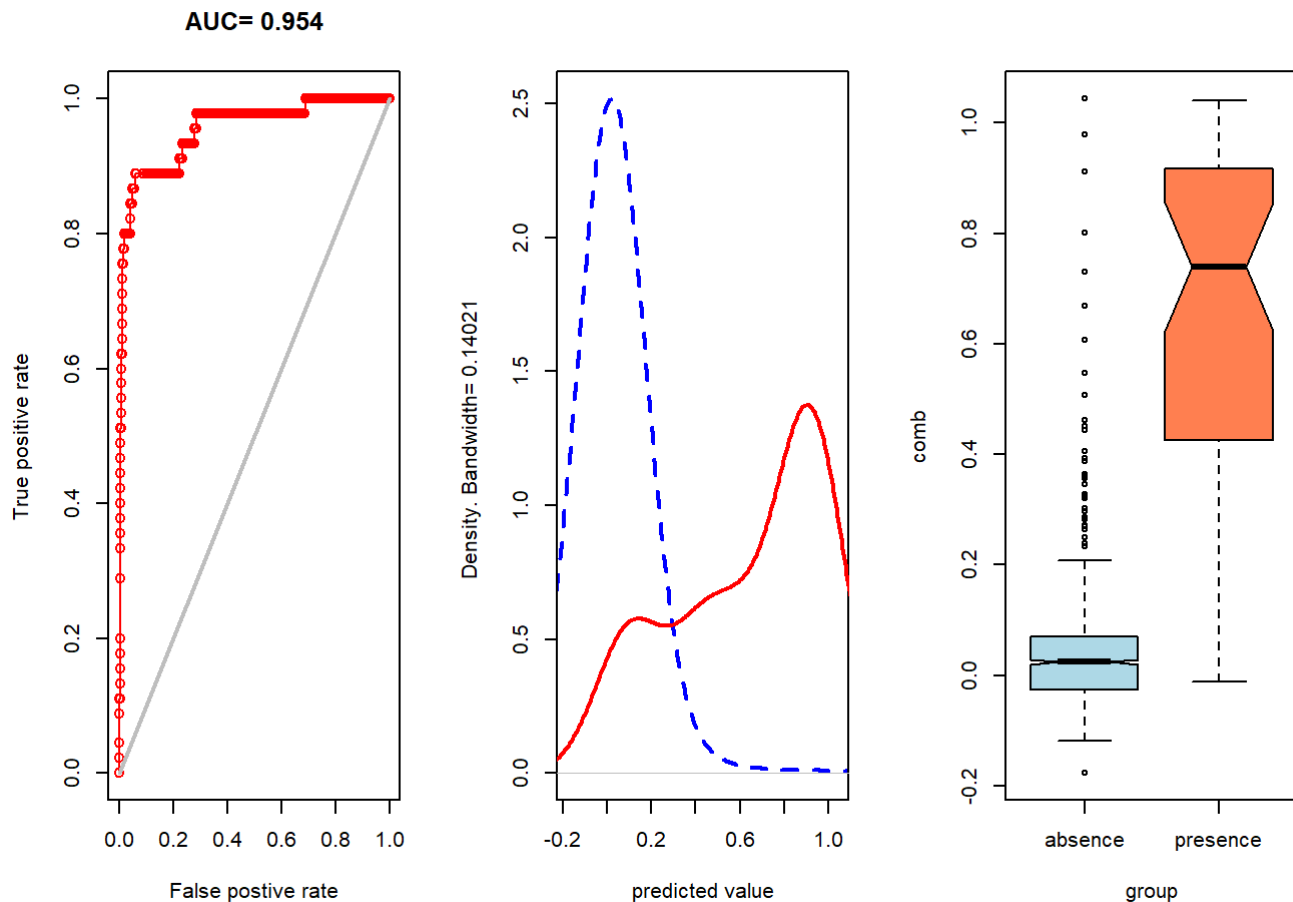 AUC= 0.954
True positive rate
0.0 0.2 0.4 0.6 0.8 1.0
0.0 0.2 0.4 0.6 0.8 1.0
False postive rate
Density. Bandwidth= 0.14021
0.0 0.5 1.0 1.5 2.0 2.5
-0.2 0.2 0.6 1.0
predicted value
comb
-0.2 0.0 0.2 0.4 0.6 0.8 1.0
absence presence
group